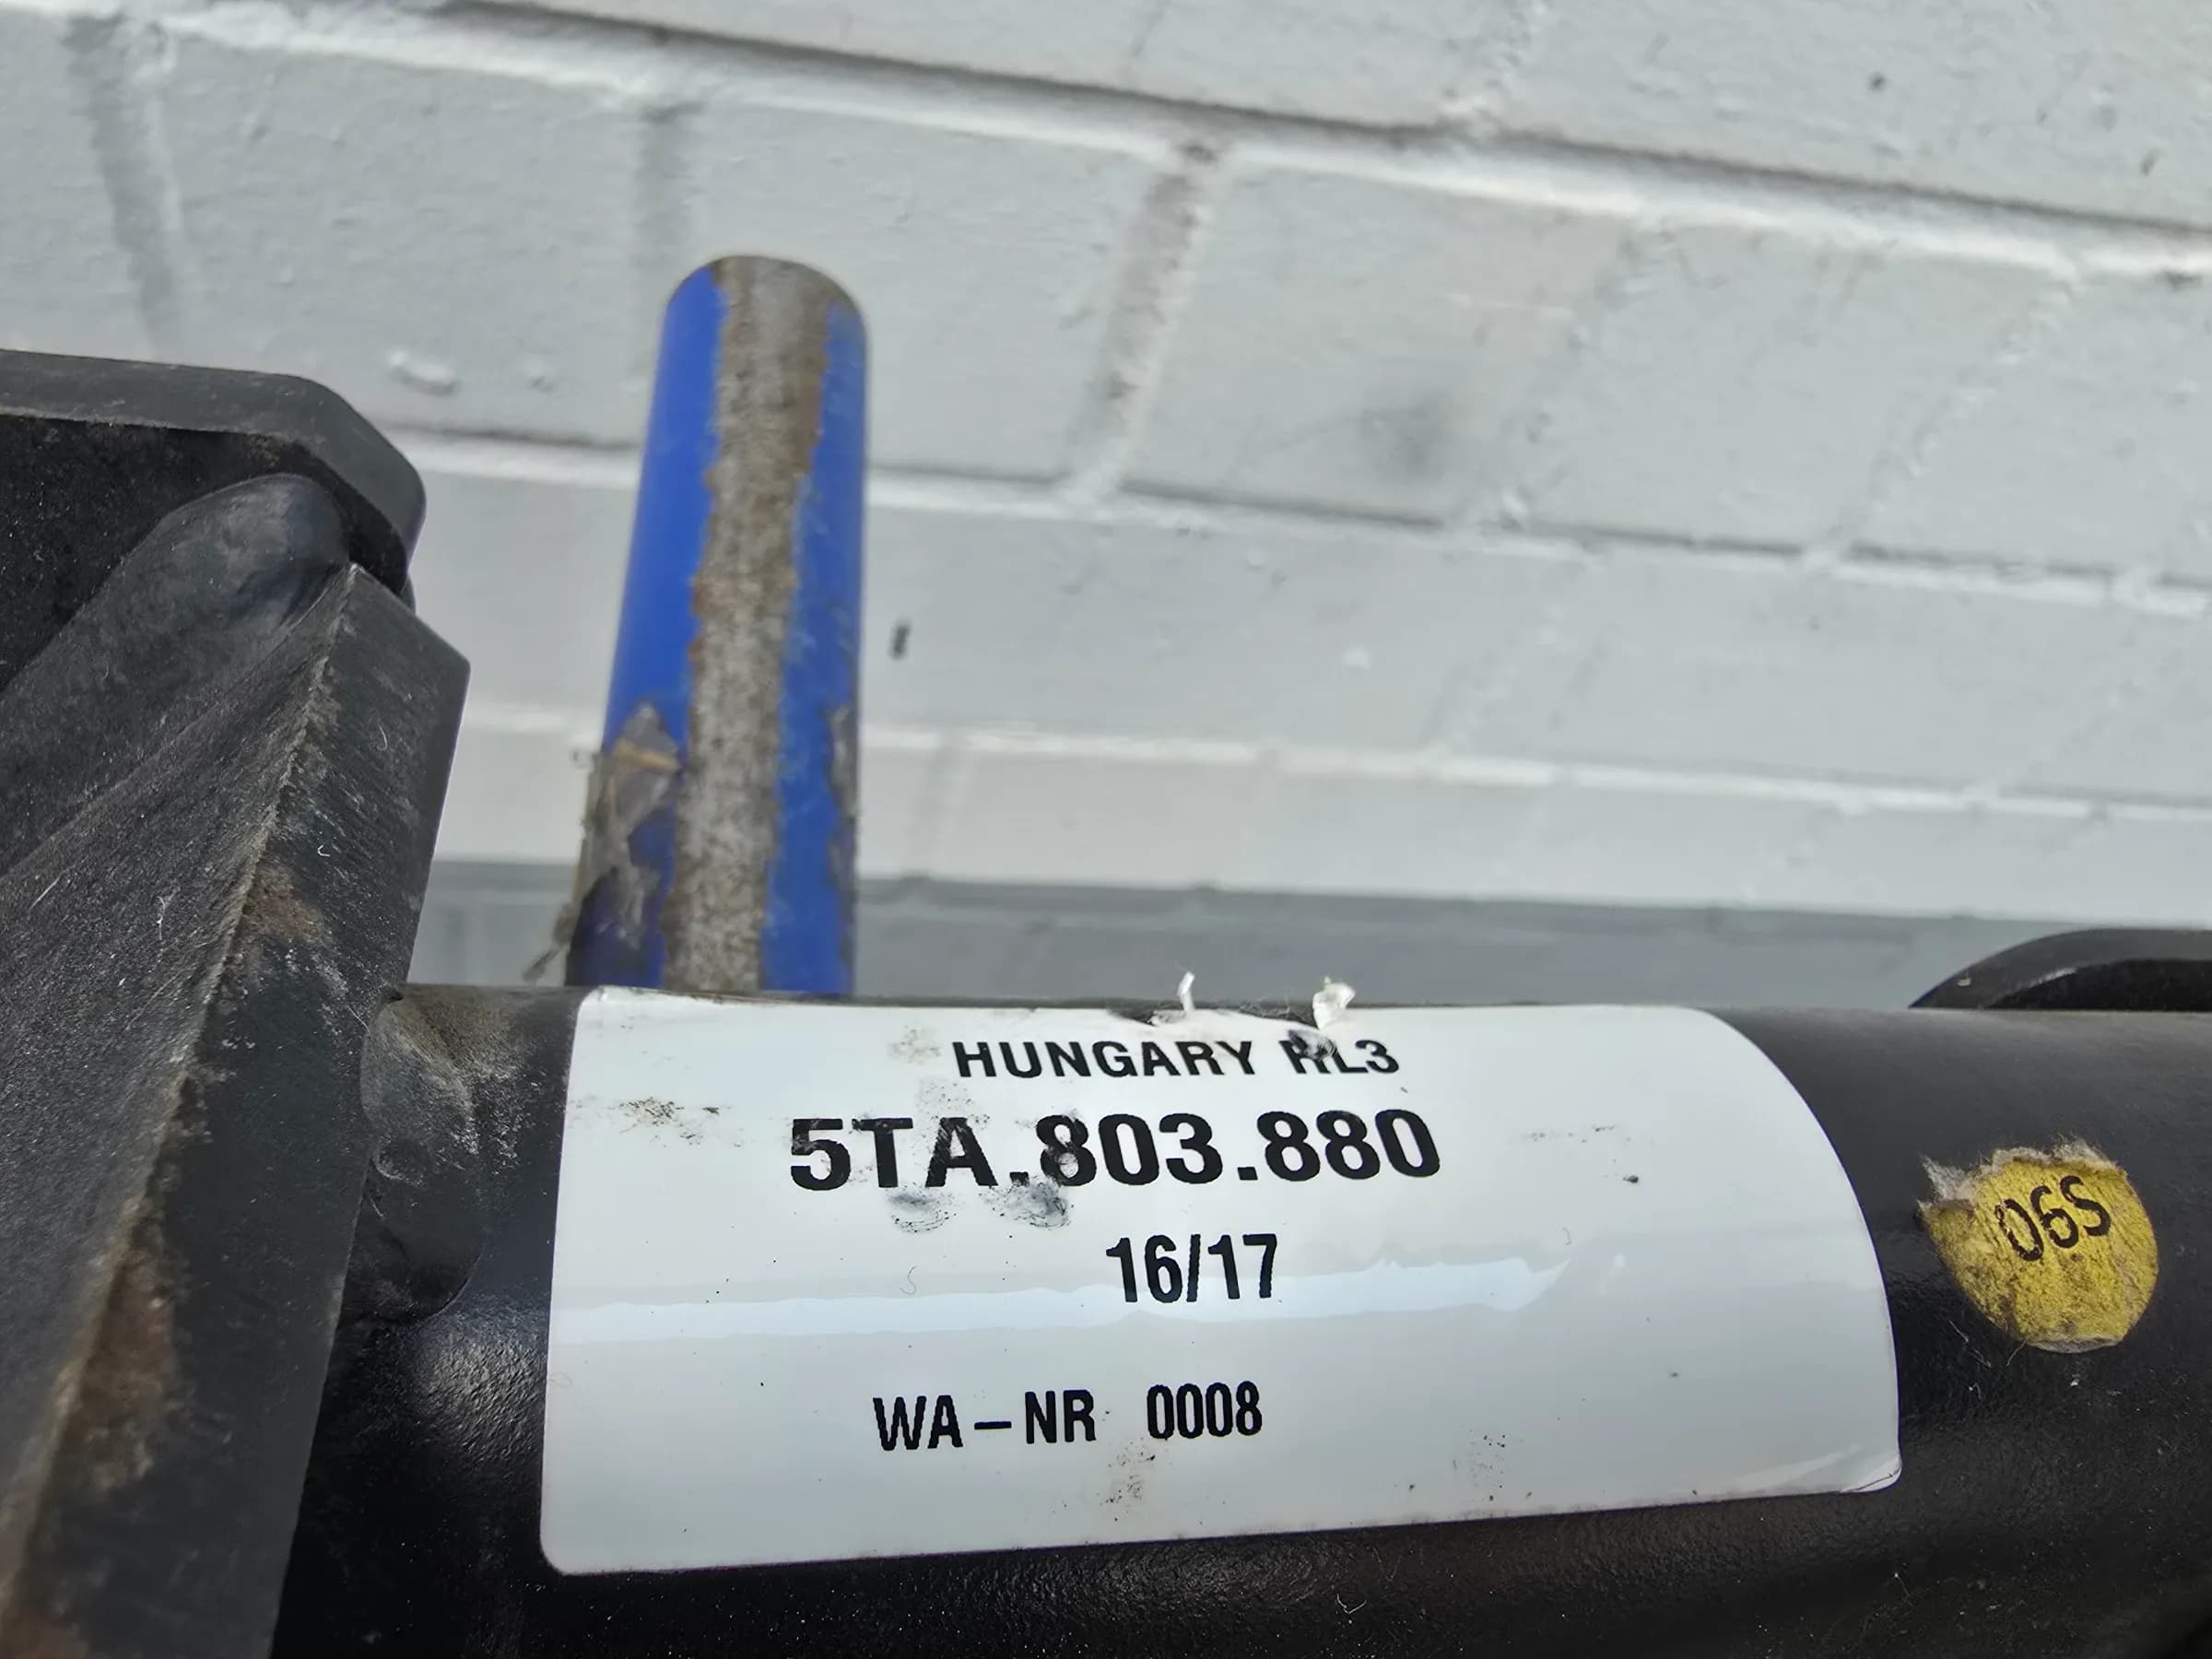 HUNGARY RL3
5TA.803.880
16/17
WA-NR 0008
06S